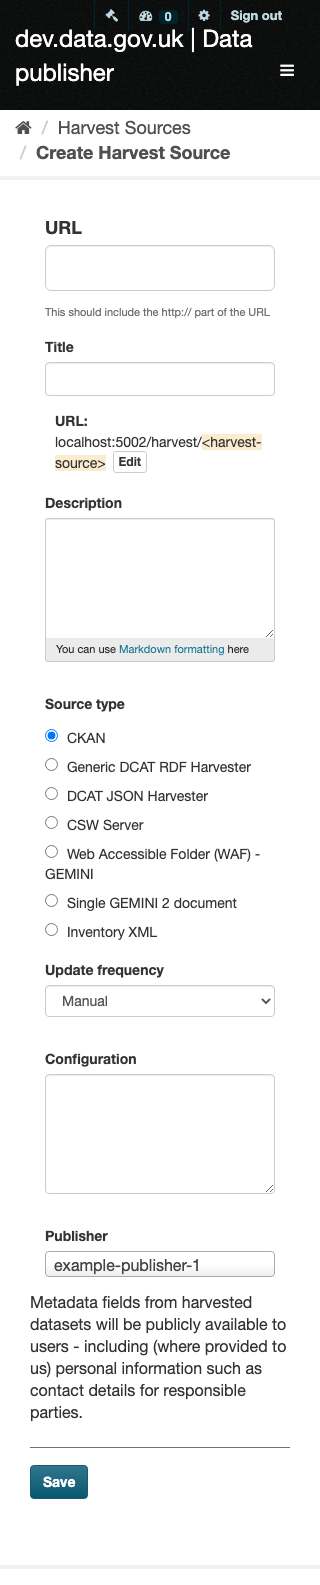 0 Sign out
dev.data.gov.uk | Data
publisher
/ Harvest Sources
/ Create Harvest Source
URL
This should include the http:// part of the URL
Title
URL:
localhost:5002/harvest/<harvest-
source> Edit
Description
You can use Markdown formatting here
Source type
CKAN
Generic DCAT RDF Harvester
DCAT JSON Harvester
CSW Server
Web Accessible Folder (WAF) -
GEMINI
Single GEMINI 2 document
Inventory XML
Update frequency
Manual
Configuration
Publisher
example-publisher-1
Metadata fields from harvested
datasets will be publicly available to
users - including (where provided to
us) personal information such as
contact details for responsible
parties.
Save